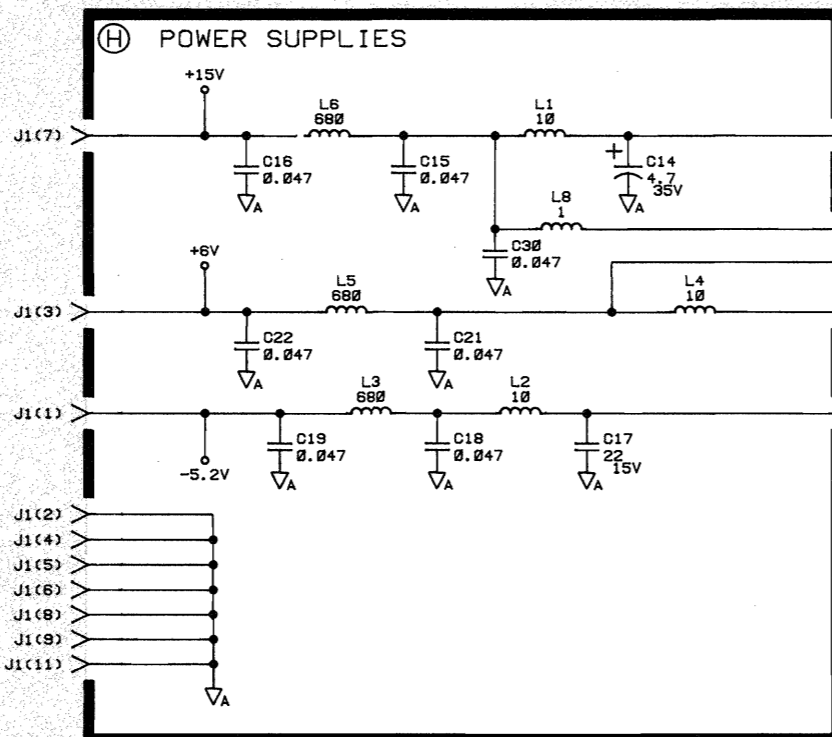 H POWER SUPPLIES
+15V
J1(7)
L6
680
L1
10
C16
0.047
C15
0.047
+
C14
4.7
35V
L8
1
C30
0.047
A
A
A
A
+6V
J1(3)
L5
680
L4
10
C22
0.047
C21
0.047
A
A
J1(1)
L3
680
L2
10
-5.2V
C19
0.047
C18
0.047
C17
22
15V
A
A
A
J1(2)
J1(4)
J1(5)
J1(6)
J1(8)
J1(9)
J1(11)
A